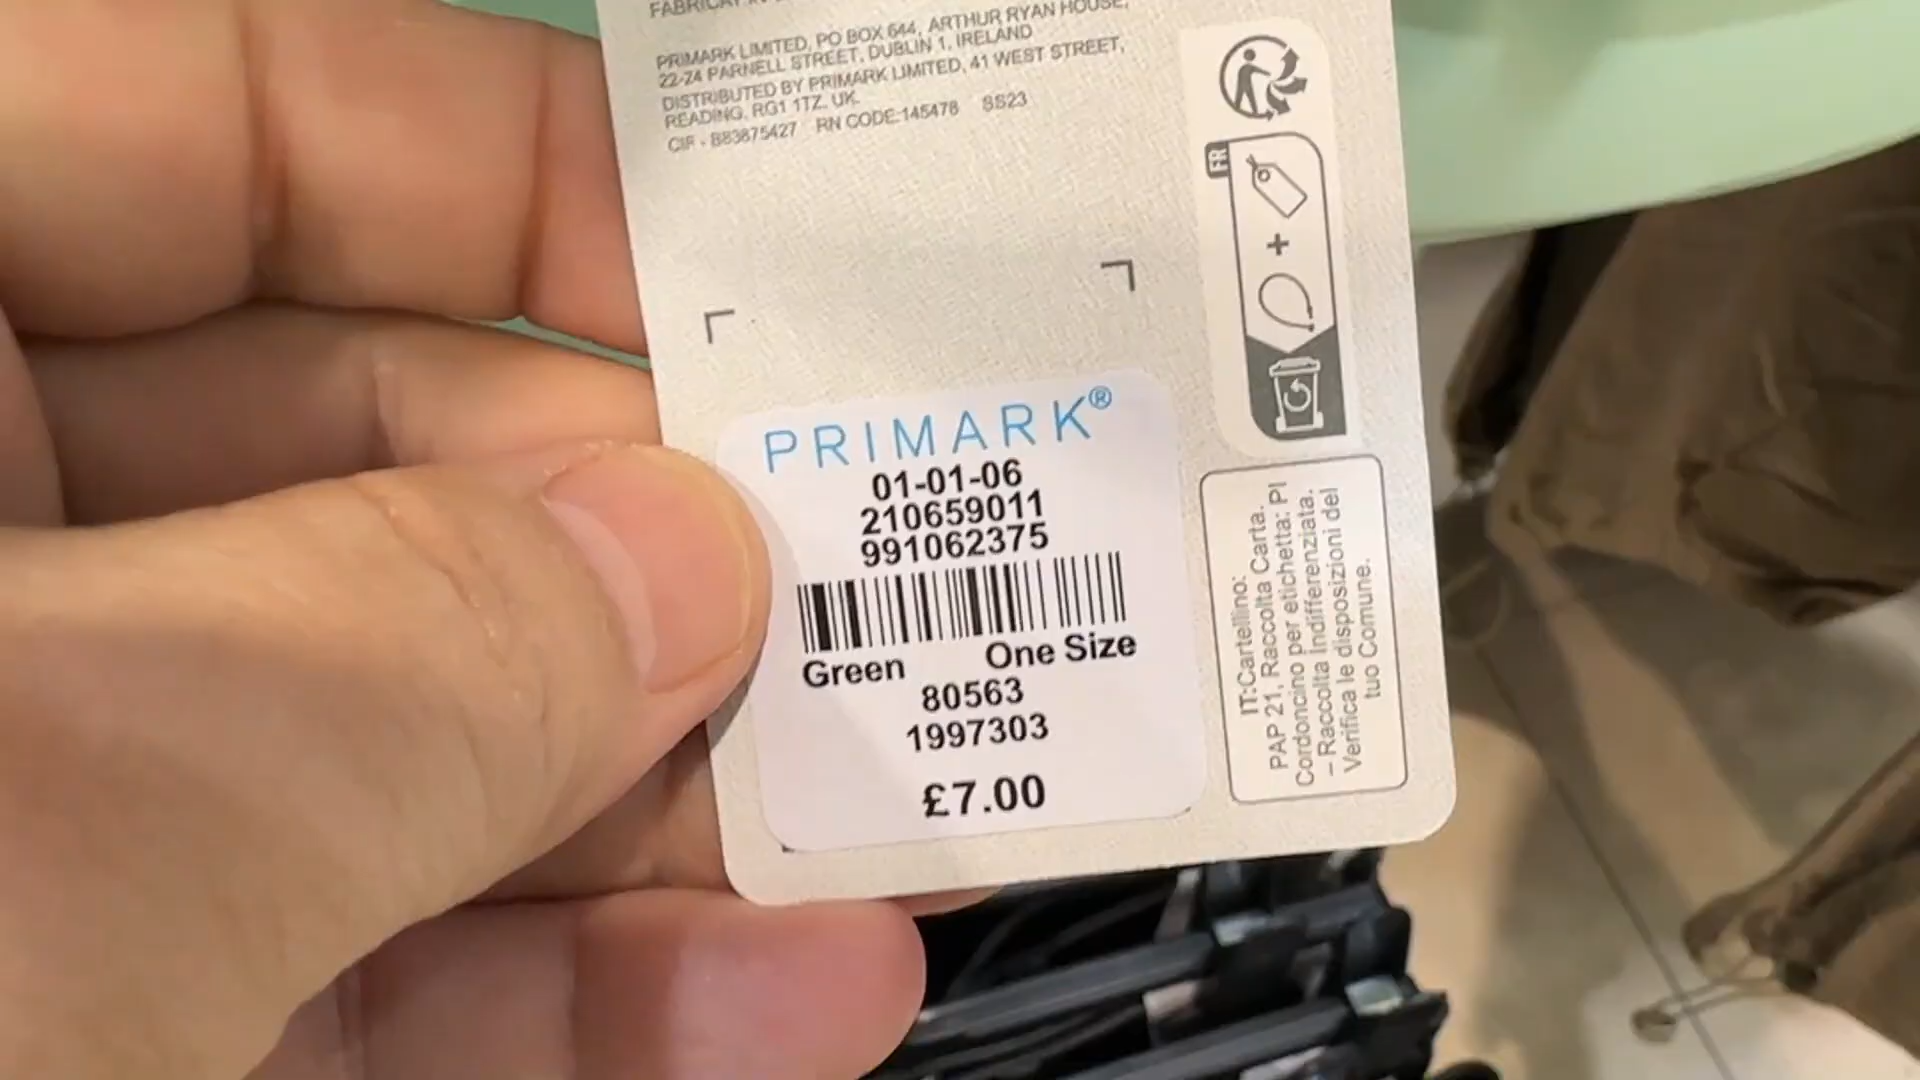 PRIMARK LIMITED, PO BOX 644, ARTHUR RYAN HOUSE,
22-24 PARNELL STREET, DUBLIN 1, IRELAND
DISTRIBUTED BY PRIMARK LIMITED, 41 WEST STREET,
READING, RG1 1TZ, UK
CIF - B83875427 RN CODE:145478 SS23
FR
+
PRIMARK®
01-01-06
210659011
991062375
Green One Size
80563
1997303
£7.00
IT:Cartellino:
PAP 21, Raccolta Carta.
Cordoncino per etichetta: PI
– Raccolta Indifferenziata.
Verifica le disposizioni del
tuo Comune.